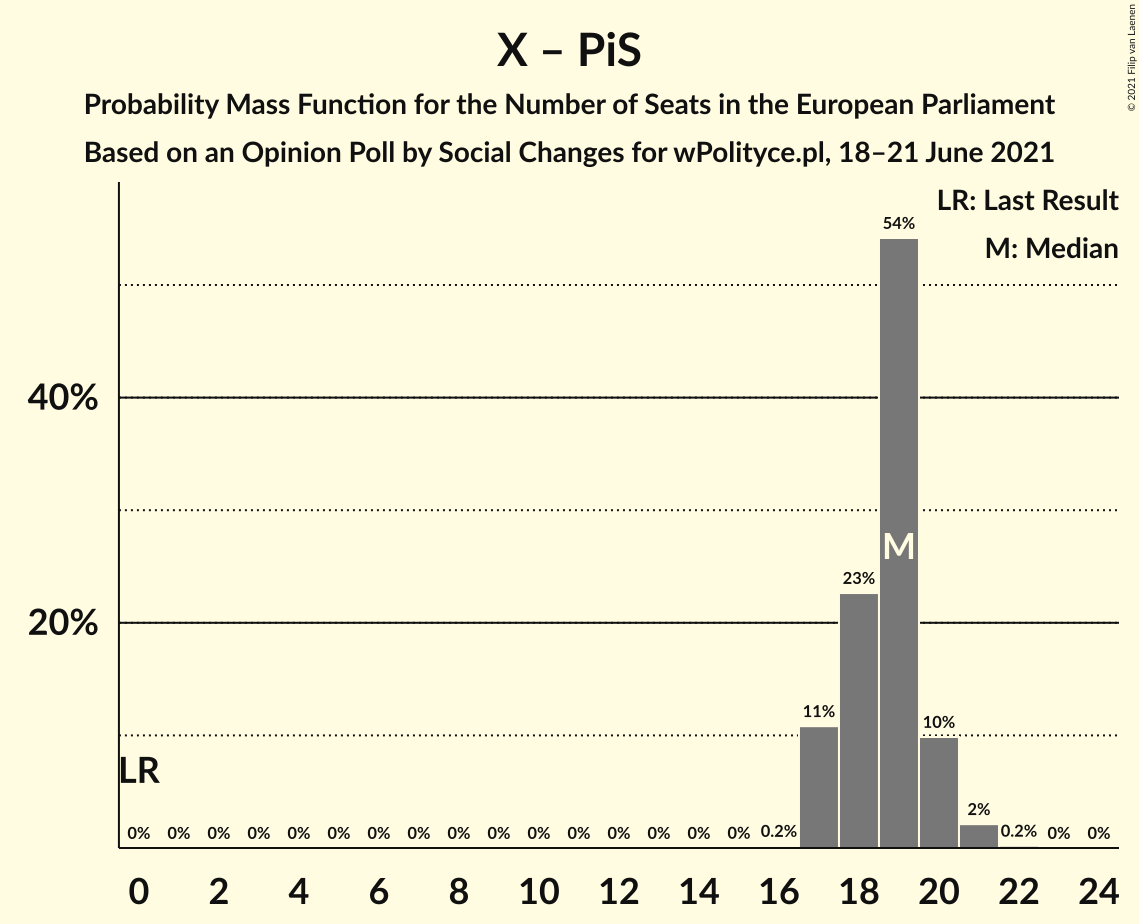 X – PiS
Probability Mass Function for the Number of Seats in the European Parliament
Based on an Opinion Poll by Social Changes for wPolityce.pl, 18–21 June 2021
© 2021 Filip van Laenen
LR: Last Result
M: Median
54%
40%
M
23%
20%
11%
10%
LR
2%
0% 0% 0% 0% 0% 0% 0% 0% 0% 0% 0% 0% 0% 0% 0% 0% 0.2% 0.2% 0% 0%
0 2 4 6 8 10 12 14 16 18 20 22 24